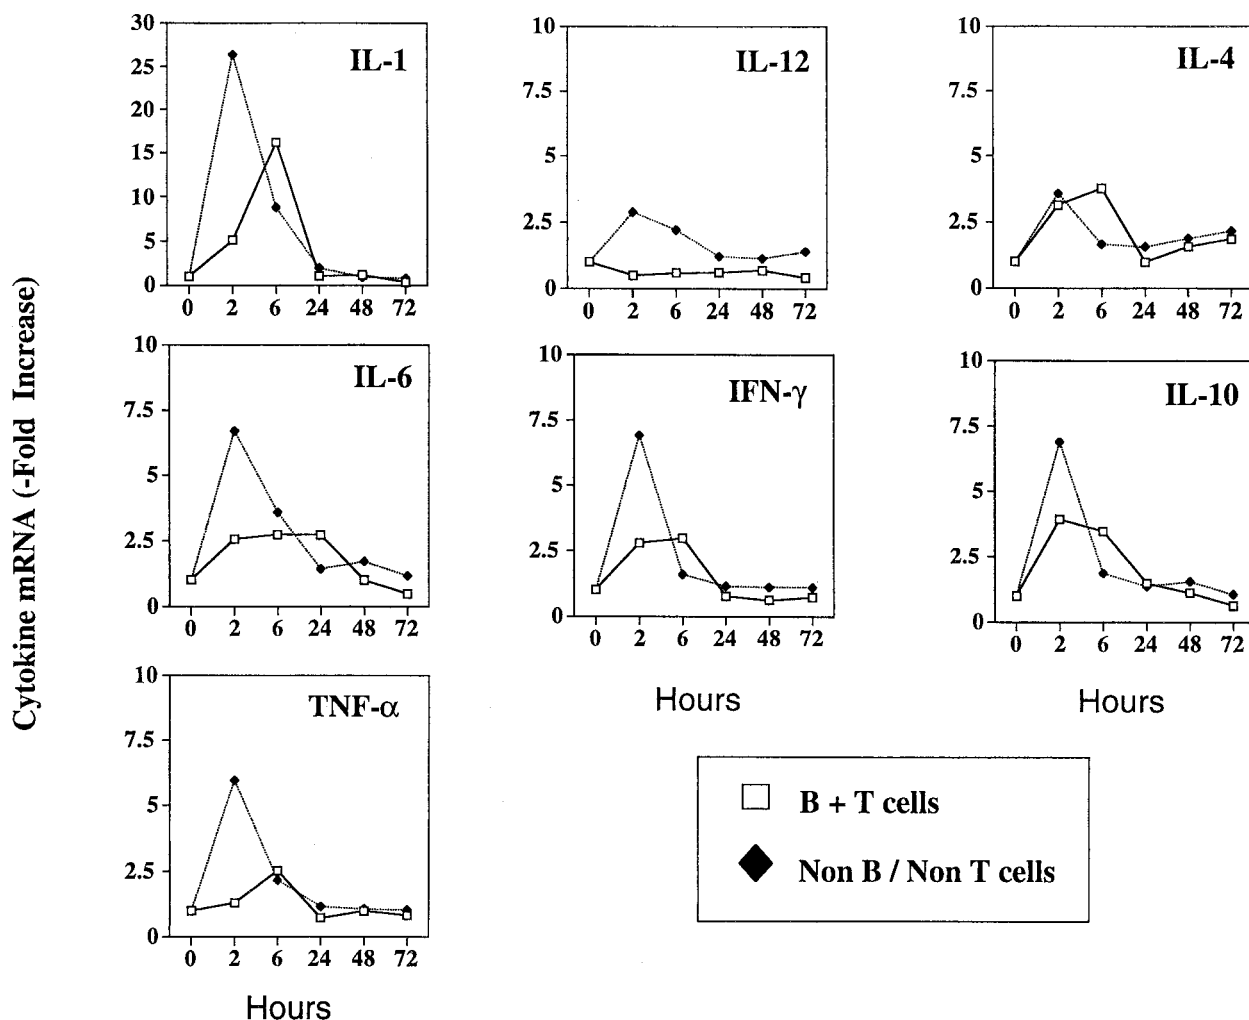 Cytokine mRNA (-Fold Increase)
IL-1
30
25
20
15
10
5
0
0 2 6 24 48 72
IL-12
10
7.5
5
2.5
0
0 2 6 24 48 72
IL-4
10
7.5
5
2.5
0
0 2 6 24 48 72
IL-6
10
7.5
5
2.5
0
0 2 6 24 48 72
IFN-γ
10
7.5
5
2.5
0
0 2 6 24 48 72
Hours
IL-10
10
7.5
5
2.5
0
0 2 6 24 48 72
Hours
TNF-α
10
7.5
5
2.5
0
0 2 6 24 48 72
Hours
B + T cells
Non B / Non T cells